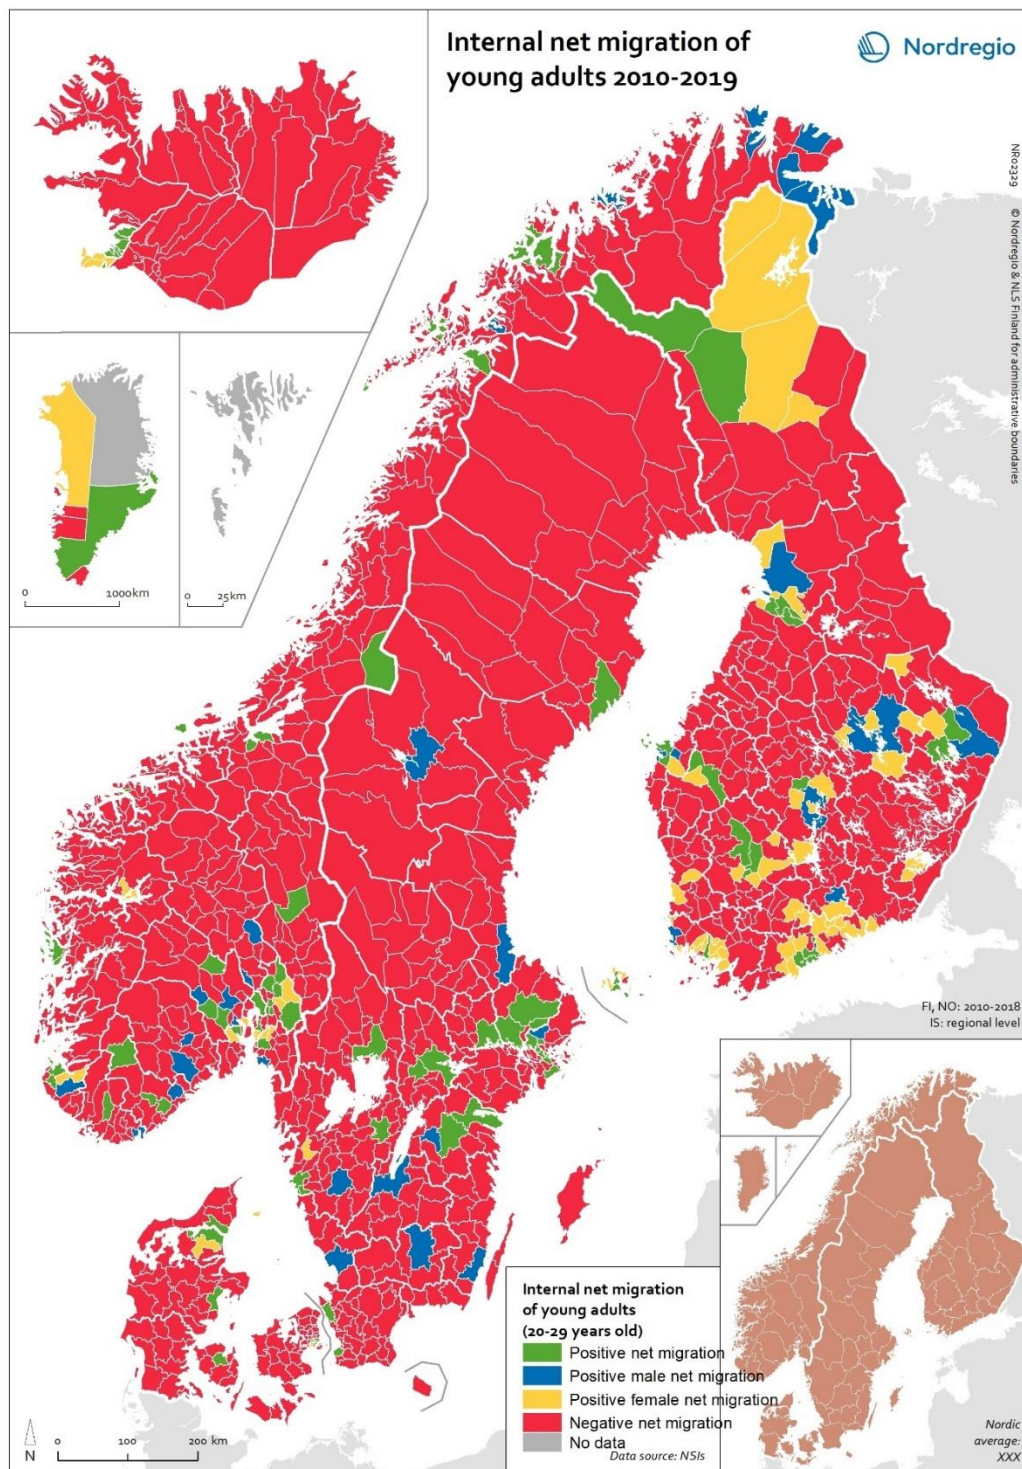 Internal net migration of
young adults 2010-2019
Nordregio
NR02329
© Nordregio & NLS Finland for administrative boundaries
0
1000km
0
25km
FI, NO: 2010-2018
IS: regional level
Internal net migration
of young adults
(20-29 years old)
Positive net migration
Positive male net migration
Positive female net migration
Negative net migration
No data
Data source: NSIs
N
0
100
200 km
Nordic
average:
XXX